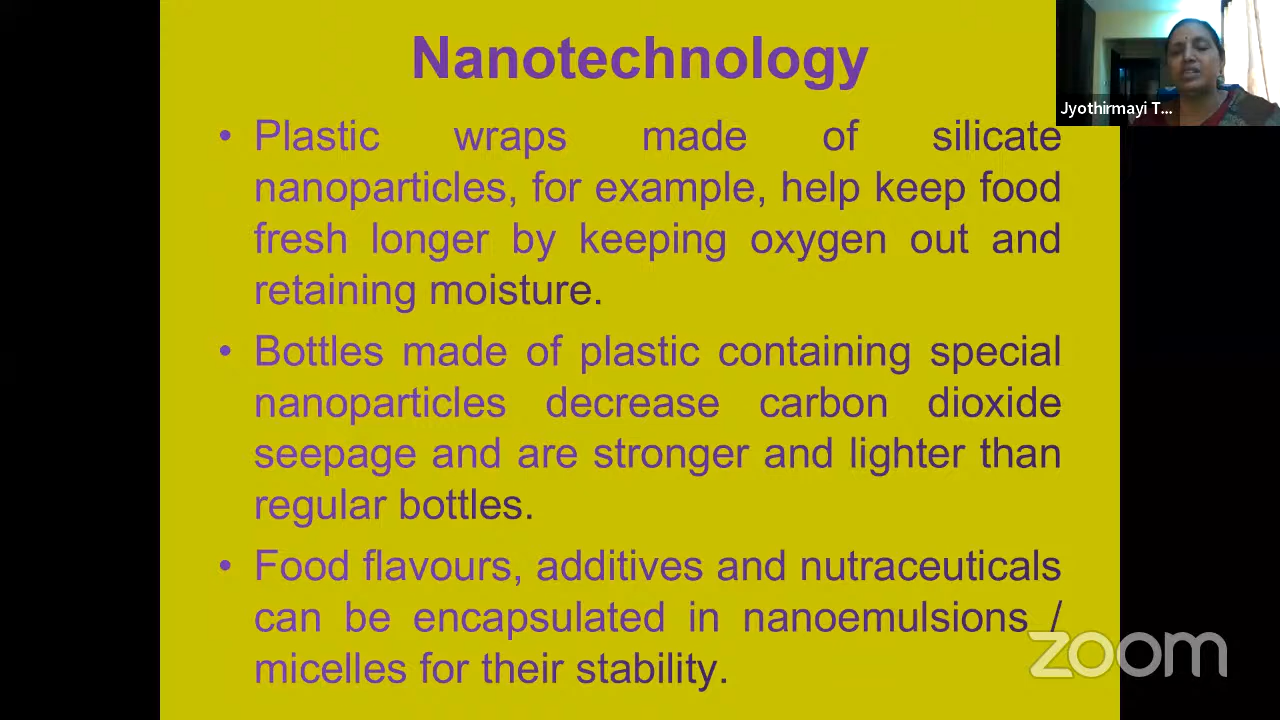 Nanotechnology
Jyothirmayi T...
• Plastic wraps made of silicate
nanoparticles, for example, help keep food
fresh longer by keeping oxygen out and
retaining moisture.
• Bottles made of plastic containing special
nanoparticles decrease carbon dioxide
seepage and are stronger and lighter than
regular bottles.
• Food flavours, additives and nutraceuticals
can be encapsulated in nanoemulsions /
micelles for their stability.
zoom